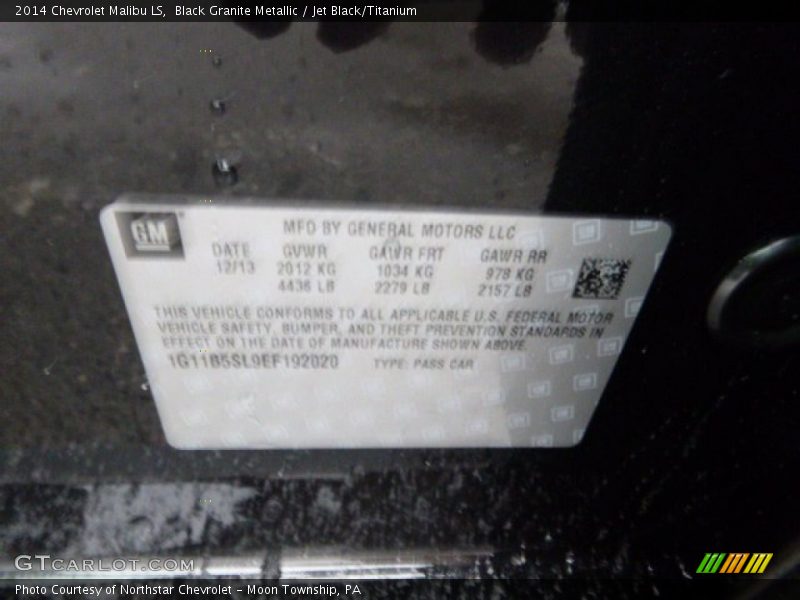 2014 Chevrolet Malibu LS, Black Granite Metallic / Jet Black/Titanium
GM
MFD BY GENERAL MOTORS LLC
DATE GVWR GAWR FRT GAWR RR
12/13 2012 KG 1034 KG 978 KG
4436 LB 2279 LB 2157 LB
THIS VEHICLE CONFORMS TO ALL APPLICABLE U.S. FEDERAL MOTOR
VEHICLE SAFETY, BUMPER, AND THEFT PREVENTION STANDARDS IN
EFFECT ON THE DATE OF MANUFACTURE SHOWN ABOVE.
1G11B5SL9EF192020 TYPE: PASS CAR
GTCARLOT.COM
Photo Courtesy of Northstar Chevrolet – Moon Township, PA